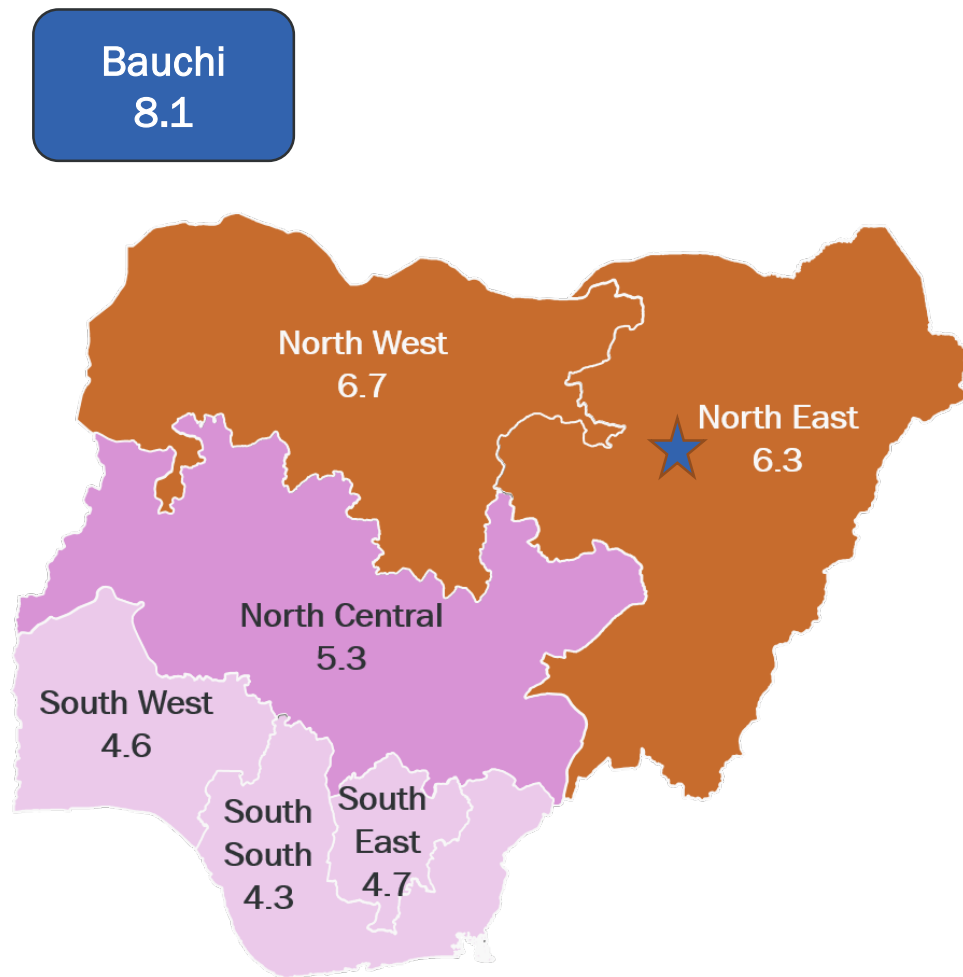 Bauchi
8.1
North West
6.7
North East
6.3
North Central
5.3
South West
4.6
South
South
4.3
South
East
4.7